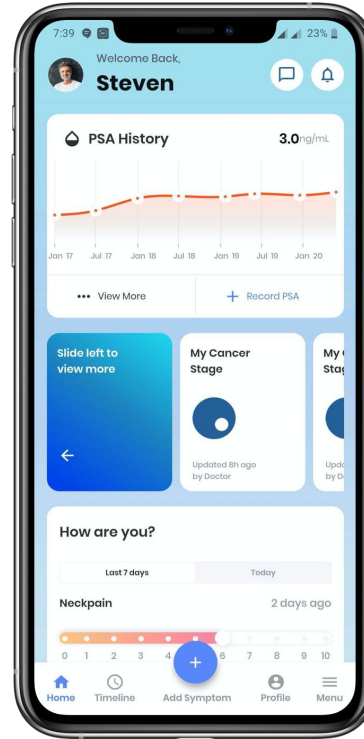 7:39 23%
Welcome Back,
Steven
PSA History 3.0 ng/mL
Jan 17 Jul 17 Jan 18 Jul 18 Jan 19 Jul 19 Jan 20
View More + Record PSA
Slide left to
view more
My Cancer
Stage
Updated 8h ago
by Doctor
My
How are you?
Last 7 days Today
Neckpain 2 days ago
0 1 2 3 4 6 7 8 9 10
+
Home Timeline Add Symptom Profile Menu